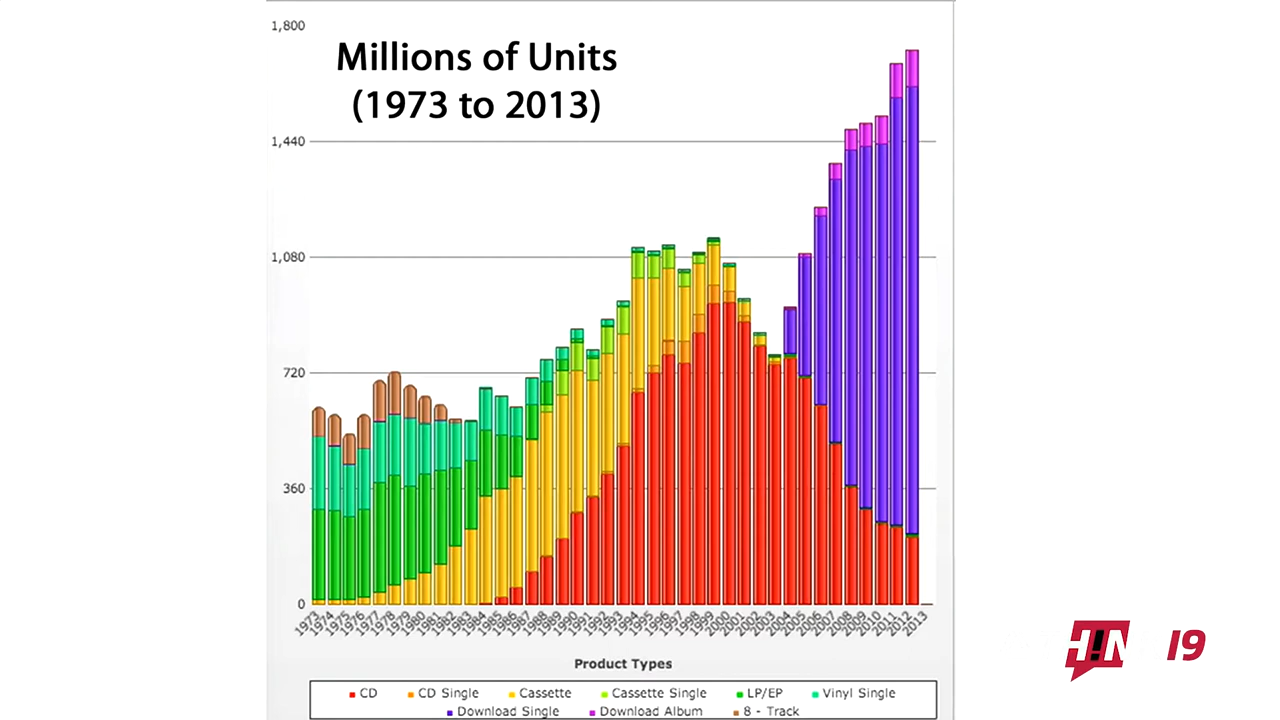 1,800
Millions of Units
(1973 to 2013)
1,440
1,080
720
360
0
1973 1974 1975 1976 1977 1978 1979 1980 1981 1982 1983 1984 1985 1986 1987 1988 1989 1990 1991 1992 1993 1994 1995 1996 1997 1998 1999 2000 2001 2002 2003 2004 2005 2006 2007 2008 2009 2010 2011 2012 2013
Product Types
CD CD Single Cassette Cassette Single LP/EP Vinyl Single
Download Single Download Album 8 - Track
19